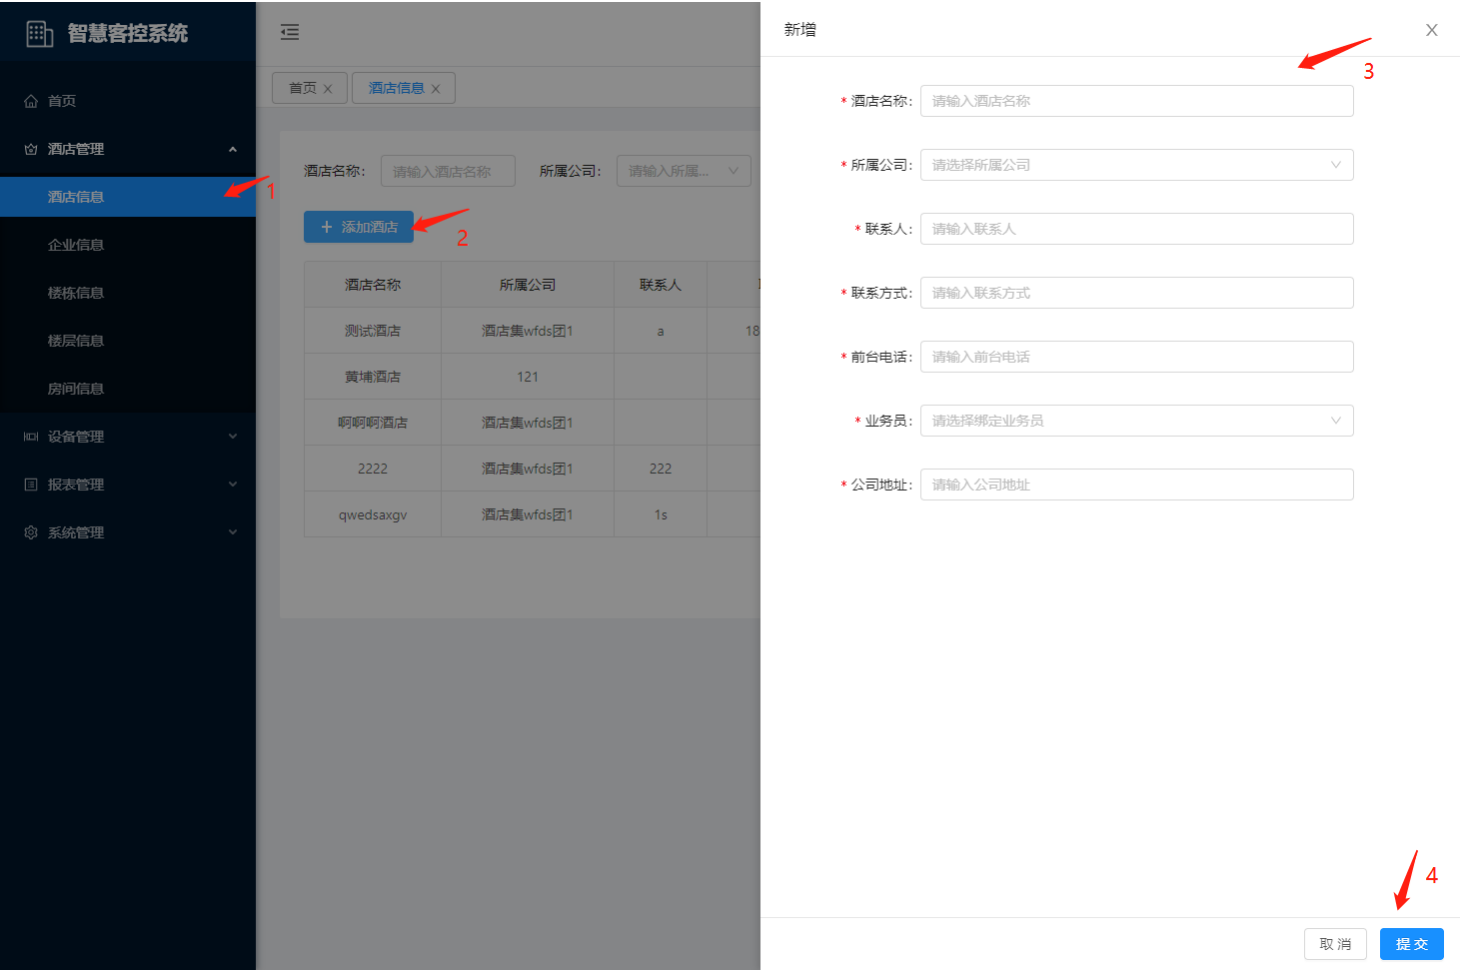 智慧客控系统
首页
酒店管理
酒店信息
1
企业信息
楼栋信息
楼层信息
房间信息
设备管理
报表管理
系统管理
首页
酒店信息
酒店名称： 请输入酒店名称 所属公司： 请输入所属...
+ 添加酒店
2
酒店名称 所属公司 联系人
测试酒店 酒店集wfds团1 a 18
黄埔酒店 121
啊啊啊酒店 酒店集wfds团1
2222 酒店集wfds团1 222
qwedsaxgv 酒店集wfds团1 1s
新增
3
* 酒店名称： 请输入酒店名称
* 所属公司： 请选择所属公司
* 联系人： 请输入联系人
* 联系方式： 请输入联系方式
* 前台电话： 请输入前台电话
* 业务员： 请选择绑定业务员
* 公司地址： 请输入公司地址
4
取 消 提 交